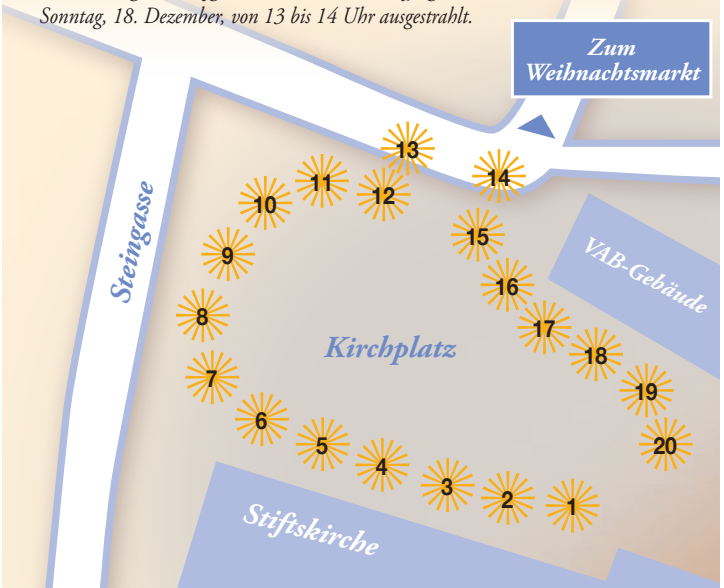 Sonntag, 18. Dezember, von 13 bis 14 Uhr ausgestrahlt.
Zum
Weihnachtsmarkt
13
14
11
12
10
15
9
16
8
17
18
7
19
6
20
5
4
3
2
1
Steingasse
VAB-Gebäude
Kirchplatz
Stiftskirche